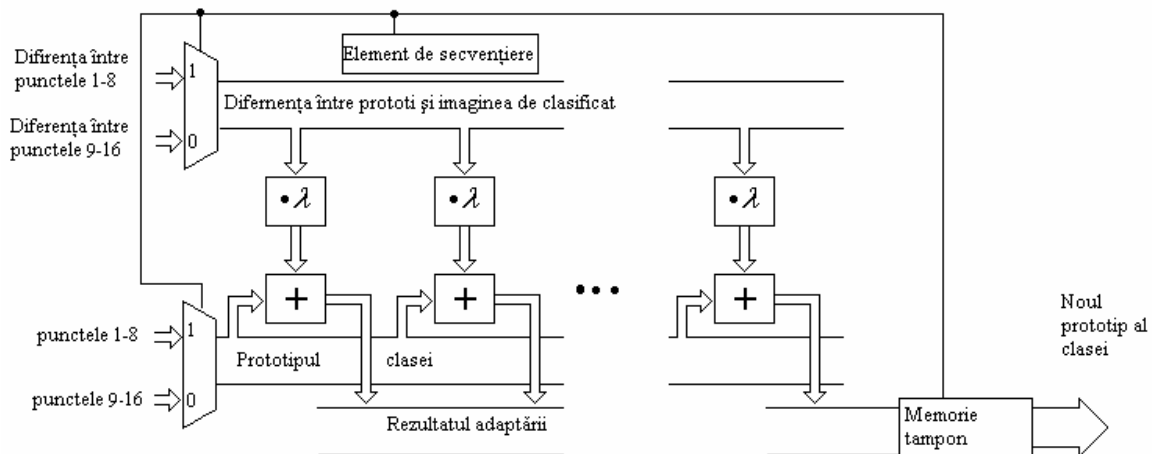 Difirența între
punctele 1-8
1
Element de secvențiere
Difernența între prototi și imaginea de clasificat
Diferența între
punctele 9-16
0
•λ
•λ
•λ
+
+
•••
+
Noul
prototip al
clasei
punctele 1-8
1
Prototipul clasei
punctele 9-16
0
Rezultatul adaptării
Memorie
tampon